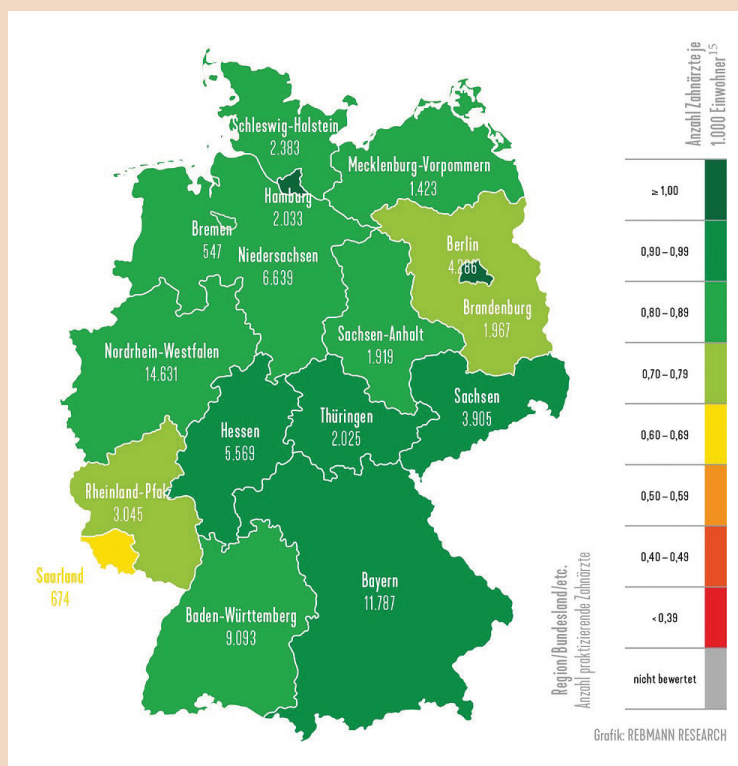 Schleswig-Holstein
2.383
Mecklenburg-Vorpommern
1.423
Hamburg
2.033
Bremen
547
Niedersachsen
6.639
Berlin
4.286
Brandenburg
1.967
Sachsen-Anhalt
1.919
Nordrhein-Westfalen
14.631
Sachsen
3.905
Thüringen
2.025
Hessen
5.569
Rheinland-Pfalz
3.045
Saarland
674
Bayern
11.787
Baden-Württemberg
9.093
Anzahl Zahnärzte je
1.000 Einwohner¹⁵
≥ 1,00
0,90 – 0,99
0,80 – 0,89
0,70 – 0,79
0,60 – 0,69
0,50 – 0,59
0,40 – 0,49
< 0,39
nicht bewertet
Region/Bundesland/etc.
Anzahl praktizierende Zahnärzte
Grafik: REBMANN RESEARCH